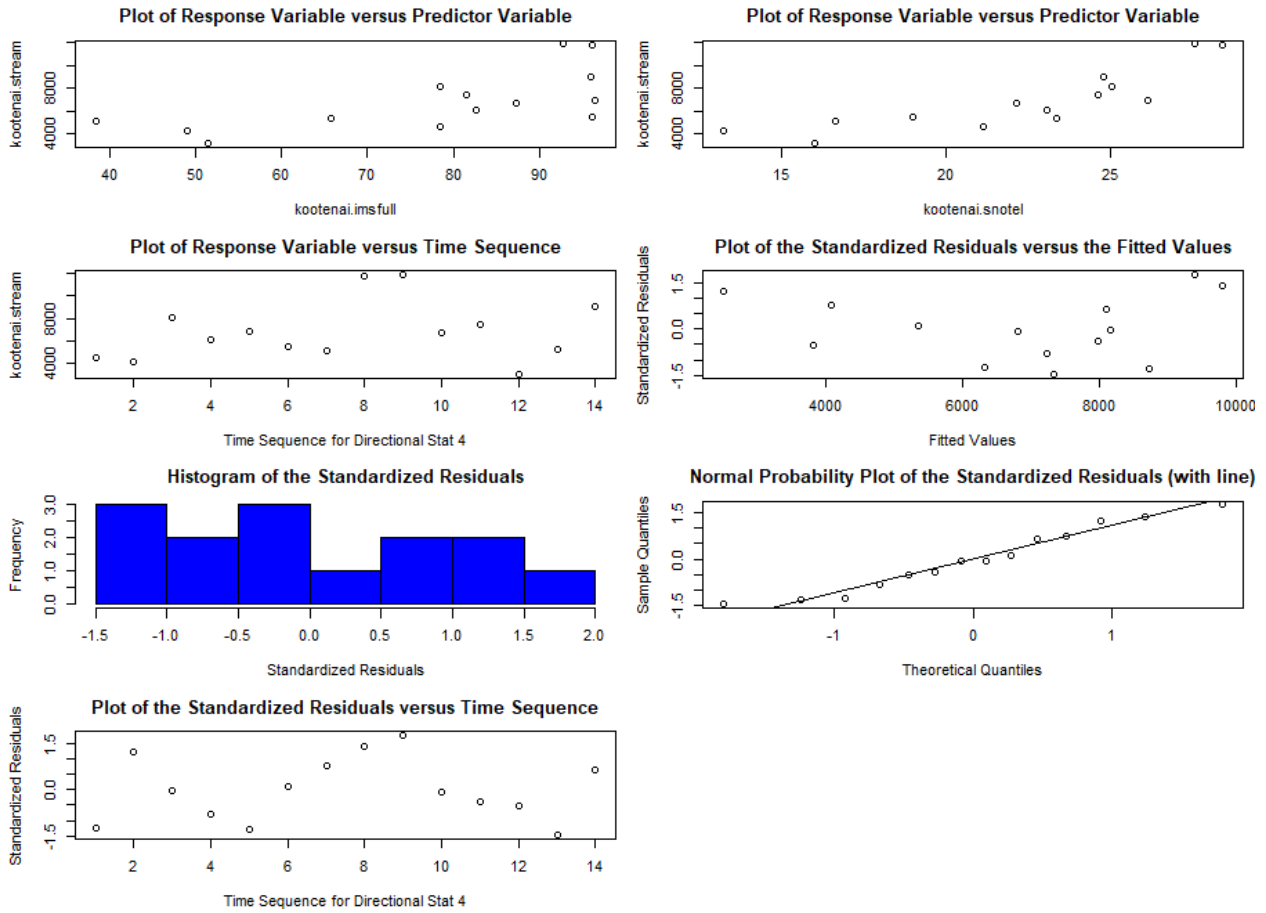 Plot of Response Variable versus Predictor Variable
kootenai.stream
8000
4000
40 50 60 70 80 90
kootenai.imsfull
Plot of Response Variable versus Predictor Variable
kootenai.stream
8000
4000
15 20 25
kootenai.snotel
Plot of Response Variable versus Time Sequence
kootenai.stream
8000
4000
2 4 6 8 10 12 14
Time Sequence for Directional Stat 4
Plot of the Standardized Residuals versus the Fitted Values
Standardized Residuals
1.5
0.0
-1.5
4000 6000 8000 10000
Fitted Values
Histogram of the Standardized Residuals
Frequency
3.0
2.0
1.0
0.0
-1.5 -1.0 -0.5 0.0 0.5 1.0 1.5 2.0
Standardized Residuals
Normal Probability Plot of the Standardized Residuals (with line)
Sample Quantiles
1.5
0.0
-1.5
-1 0 1
Theoretical Quantiles
Plot of the Standardized Residuals versus Time Sequence
Standardized Residuals
1.5
0.0
-1.5
2 4 6 8 10 12 14
Time Sequence for Directional Stat 4